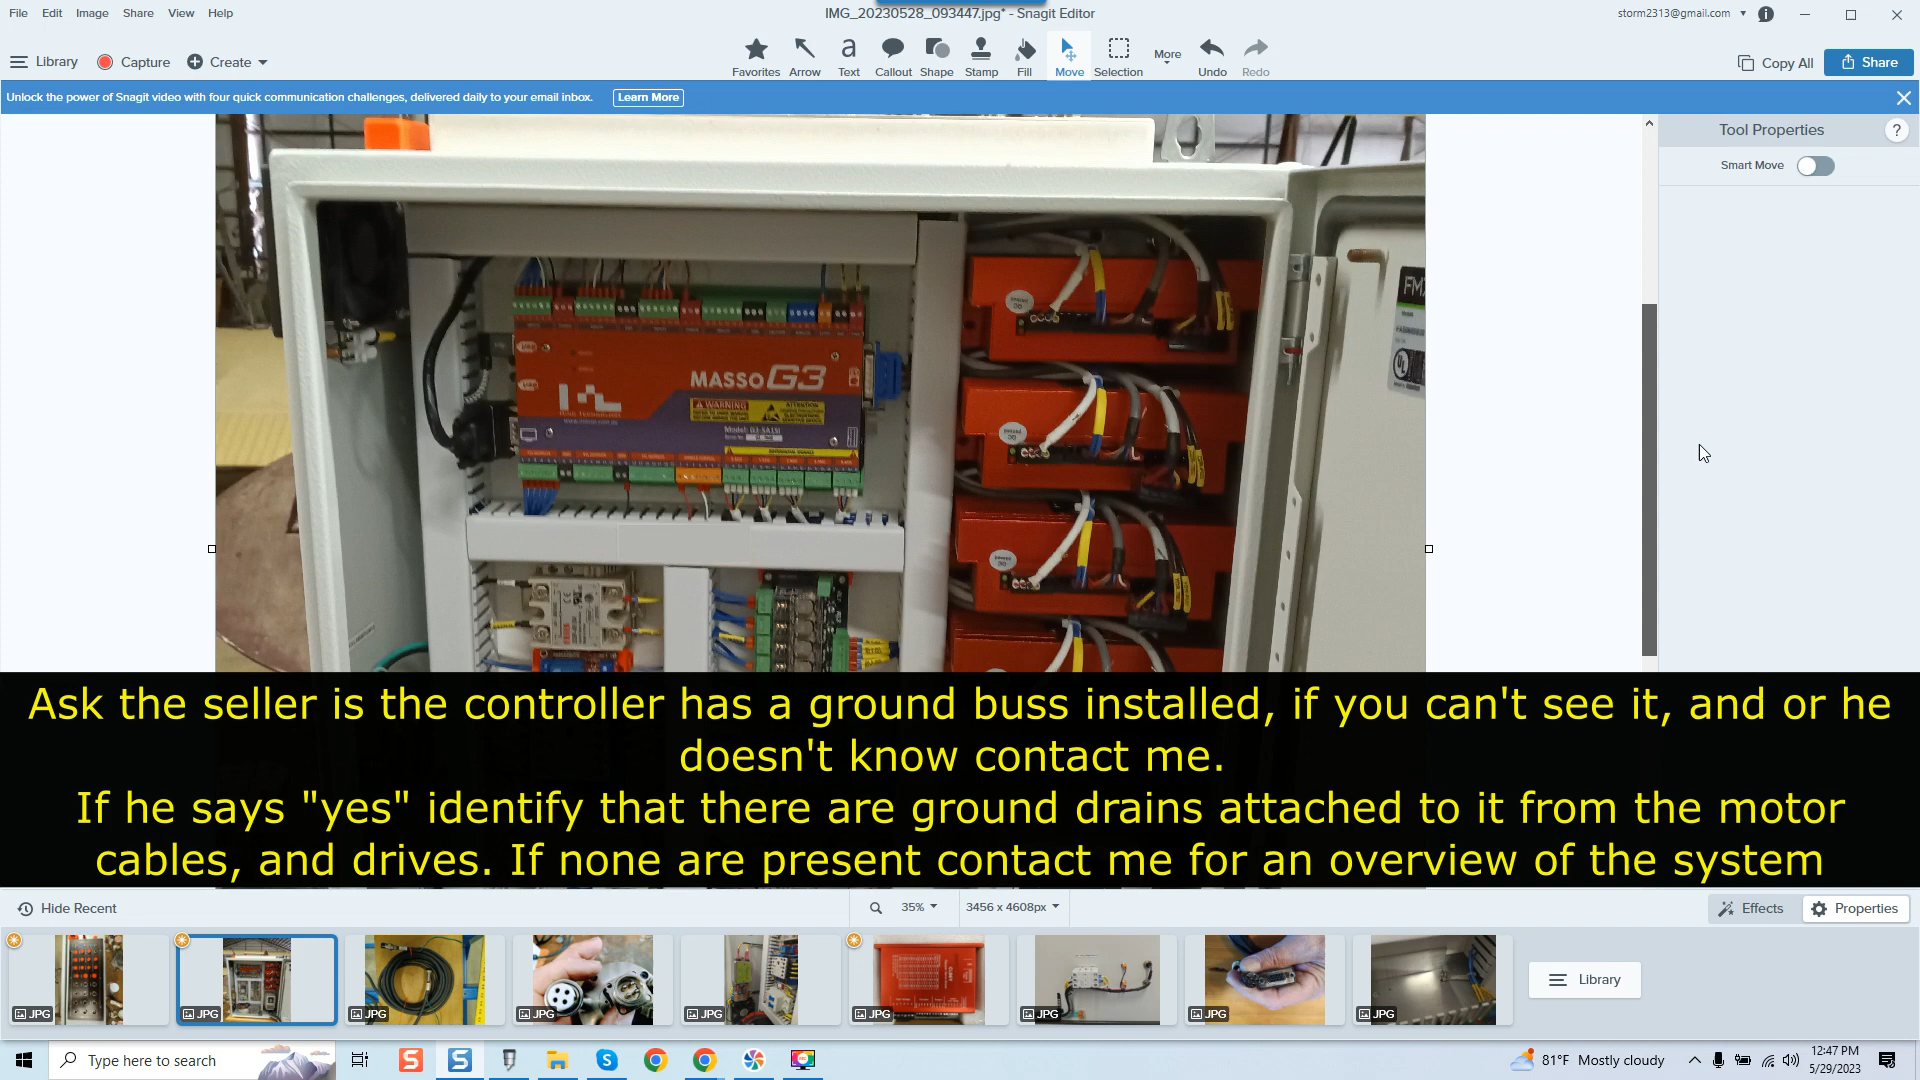 File Edit Image Share View Help
IMG_20230528_093447.jpg* - Snagit Editor
storm2313@gmail.com
Library Capture Create
Favorites Arrow Text Callout Shape Stamp Fill Move Selection More Undo Redo
Copy All Share
Unlock the power of Snagit video with four quick communication challenges, delivered daily to your email inbox. Learn More
Tool Properties ?
Smart Move
FM
UL
MASSO G3
WARNING ATTENTION
Model: G3-5A1SI
Ask the seller is the controller has a ground buss installed, if you can't see it, and or he
doesn't know contact me.
If he says "yes" identify that there are ground drains attached to it from the motor
cables, and drives. If none are present contact me for an overview of the system
Hide Recent 35% 3456 x 4608px Effects Properties
JPG JPG JPG JPG JPG JPG JPG JPG JPG
Library
Type here to search
81°F Mostly cloudy
12:47 PM
5/29/2023